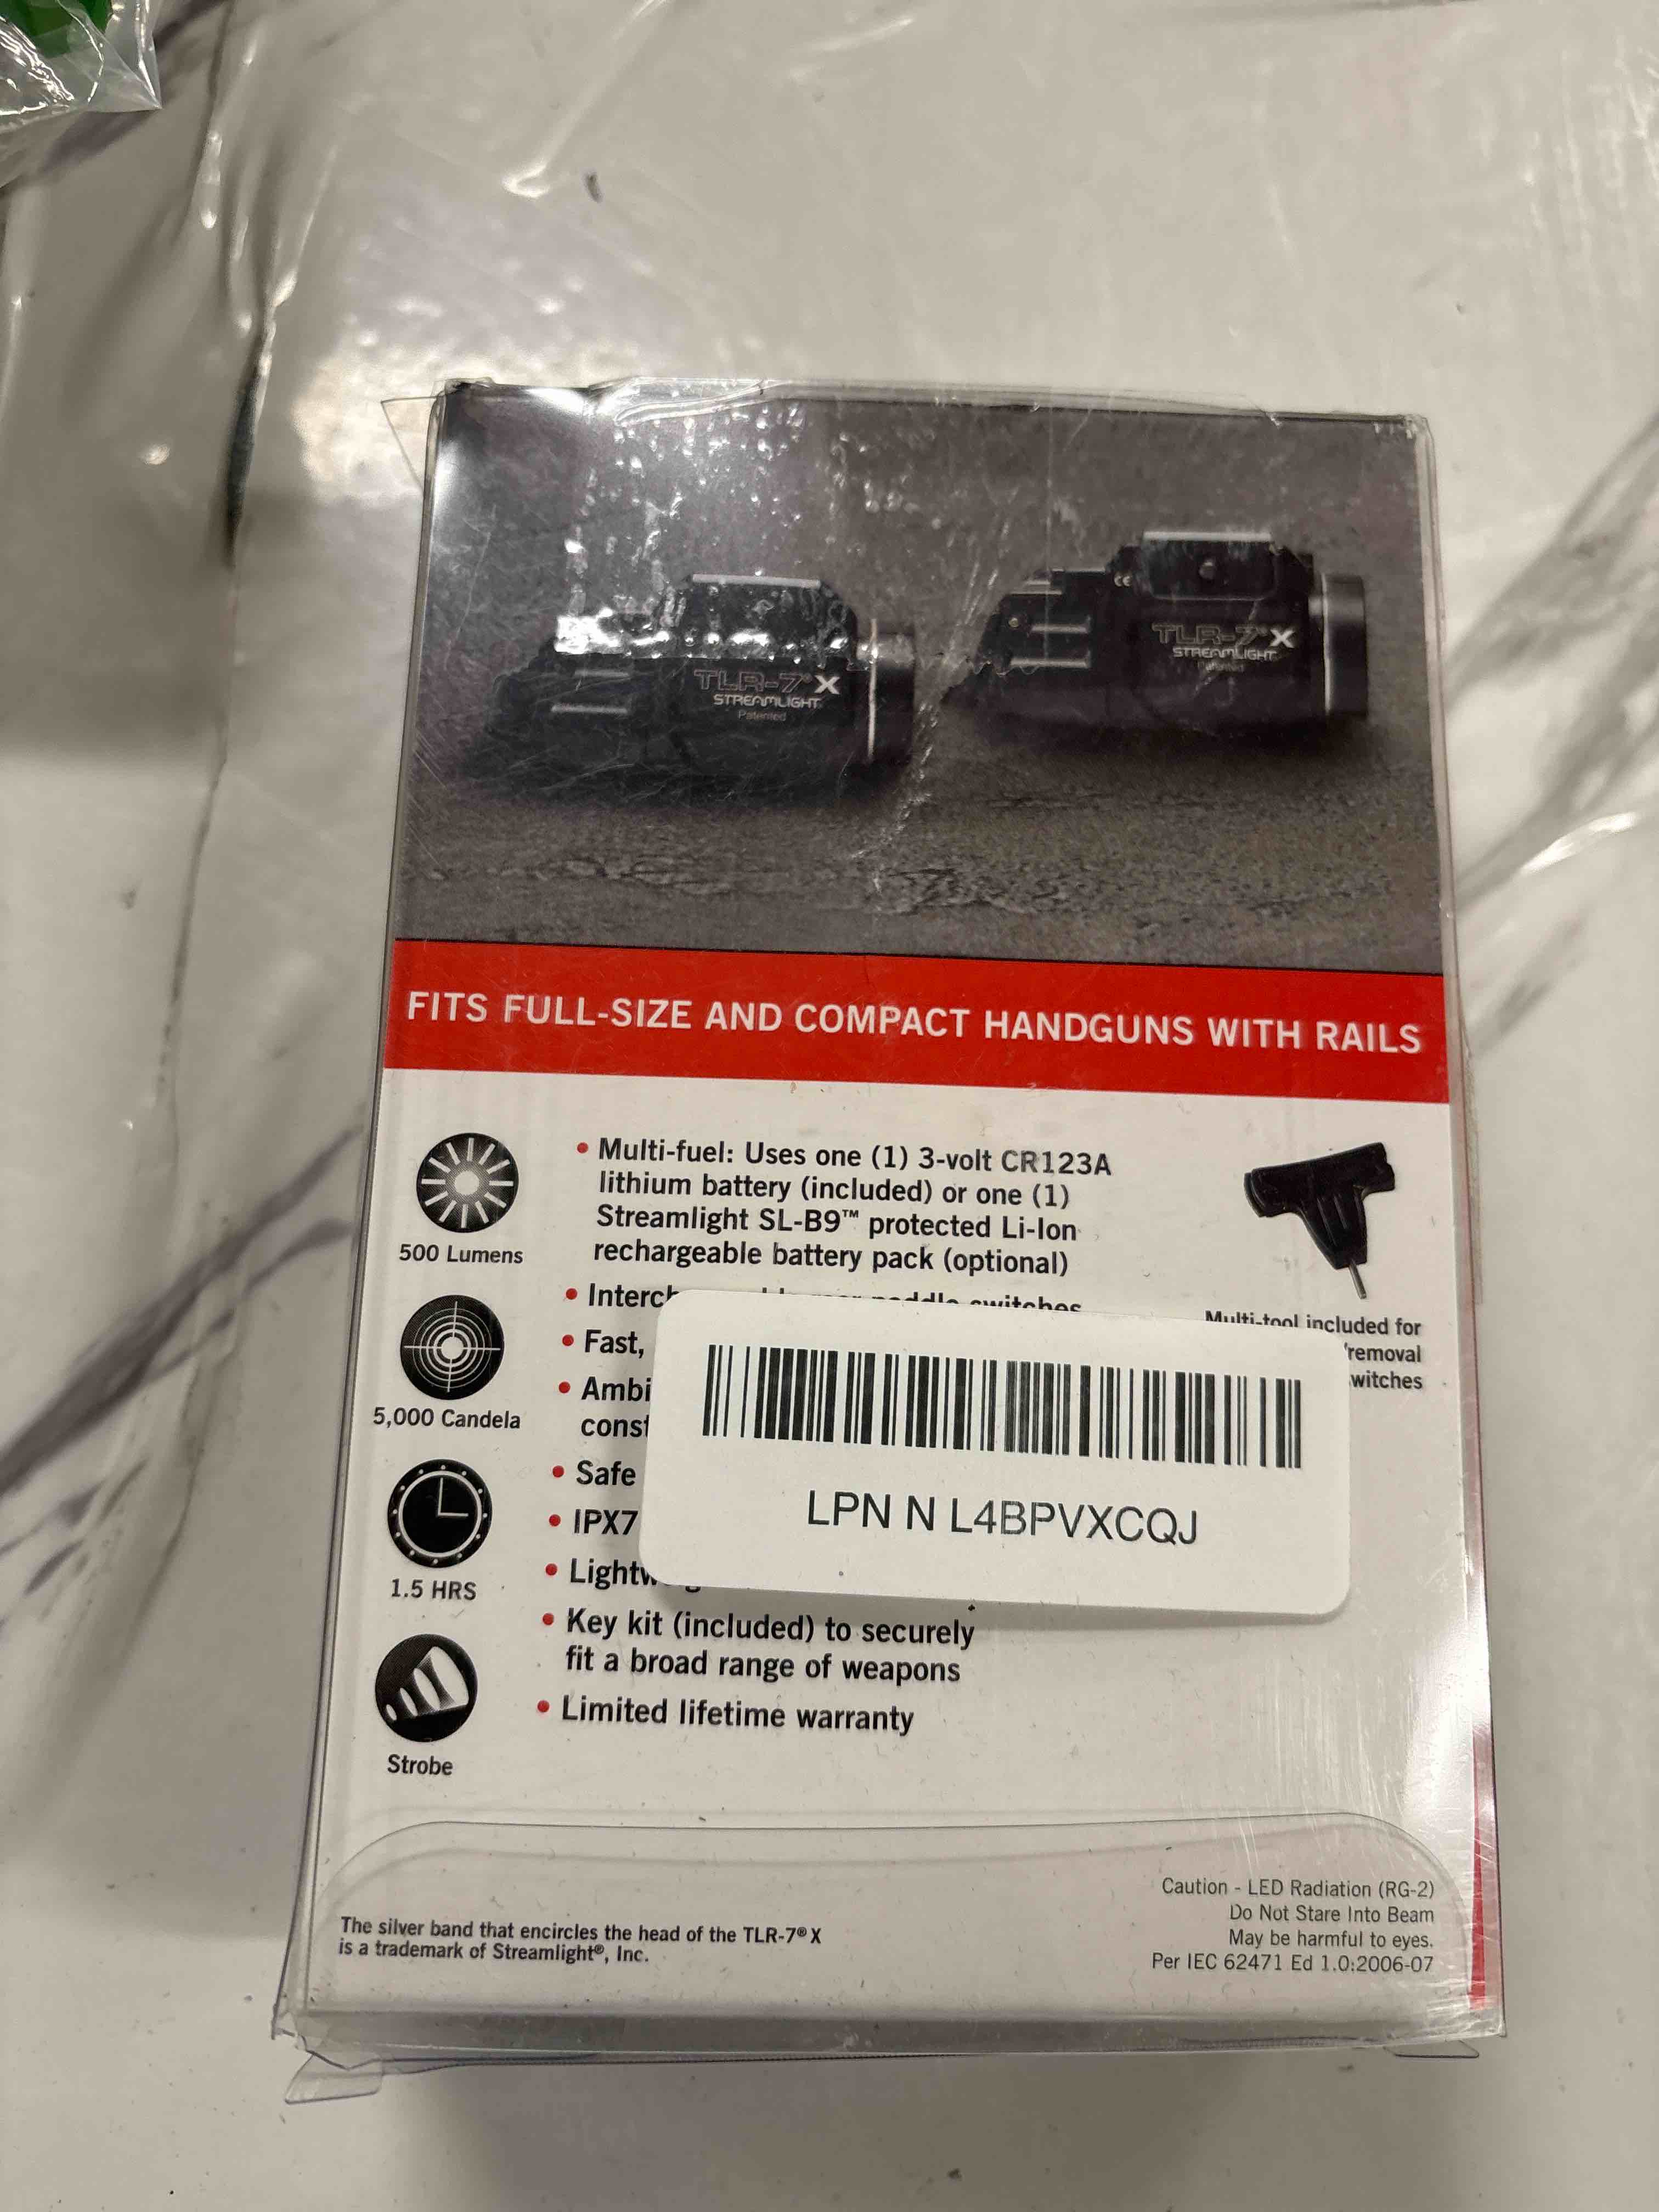 TLR-7® X
STREAMLIGHT
Patented
CE
TLR-7® X
STREAMLIGHT
Patented
FITS FULL-SIZE AND COMPACT HANDGUNS WITH RAILS
500 Lumens
5,000 Candela
1.5 HRS
Strobe
• Multi-fuel: Uses one (1) 3-volt CR123A
lithium battery (included) or one (1)
Streamlight SL-B9™ protected Li-Ion
rechargeable battery pack (optional)
• paddle switches
• Fast,
•
• Safe
• IPX7
•
• Key kit (included) to securely
fit a broad range of weapons
• Limited lifetime warranty
Multi-tool included for
removal
LPN N L4BPVXCQJ
The silver band that encircles the head of the TLR-7® X
is a trademark of Streamlight®, Inc.
Caution - LED Radiation (RG-2)
Do Not Stare Into Beam
May be harmful to eyes.
Per IEC 62471 Ed 1.0:2006-07